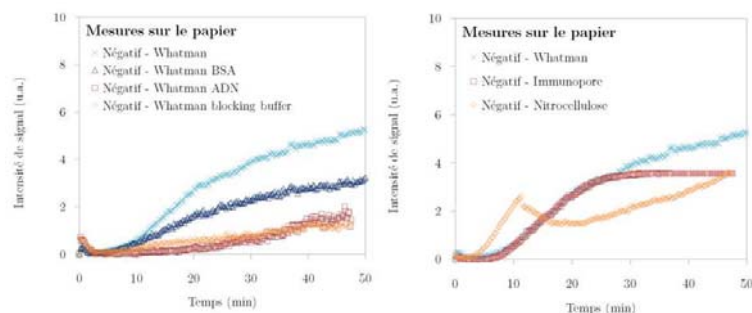 Mesures sur le papier
Négatif - Whatman
Négatif - Whatman BSA
Négatif - Whatman ADN
Négatif - Whatman blocking buffer
Intensité de signal (u.a.)
10
8
6
4
2
0
0
10
20
30
40
50
Temps (min)
Mesures sur le papier
Négatif - Whatman
Négatif - Immunopore
Négatif - Nitrocellulose
Intensité de signal (u.a.)
10
8
6
4
2
0
0
10
20
30
40
50
Temps (min)